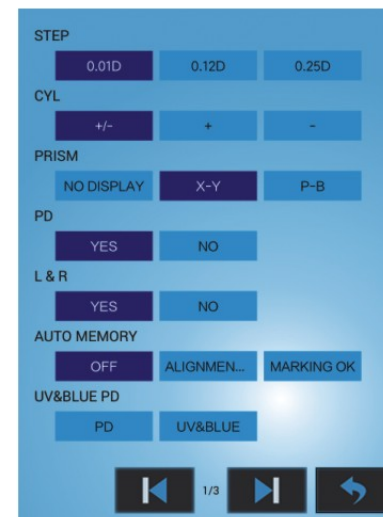 STEP
0.01D 0.12D 0.25D
CYL
+/- + -
PRISM
NO DISPLAY X-Y P-B
PD
YES NO
L & R
YES NO
AUTO MEMORY
OFF ALIGNMEN... MARKING OK
UV&BLUE PD
PD UV&BLUE
1/3